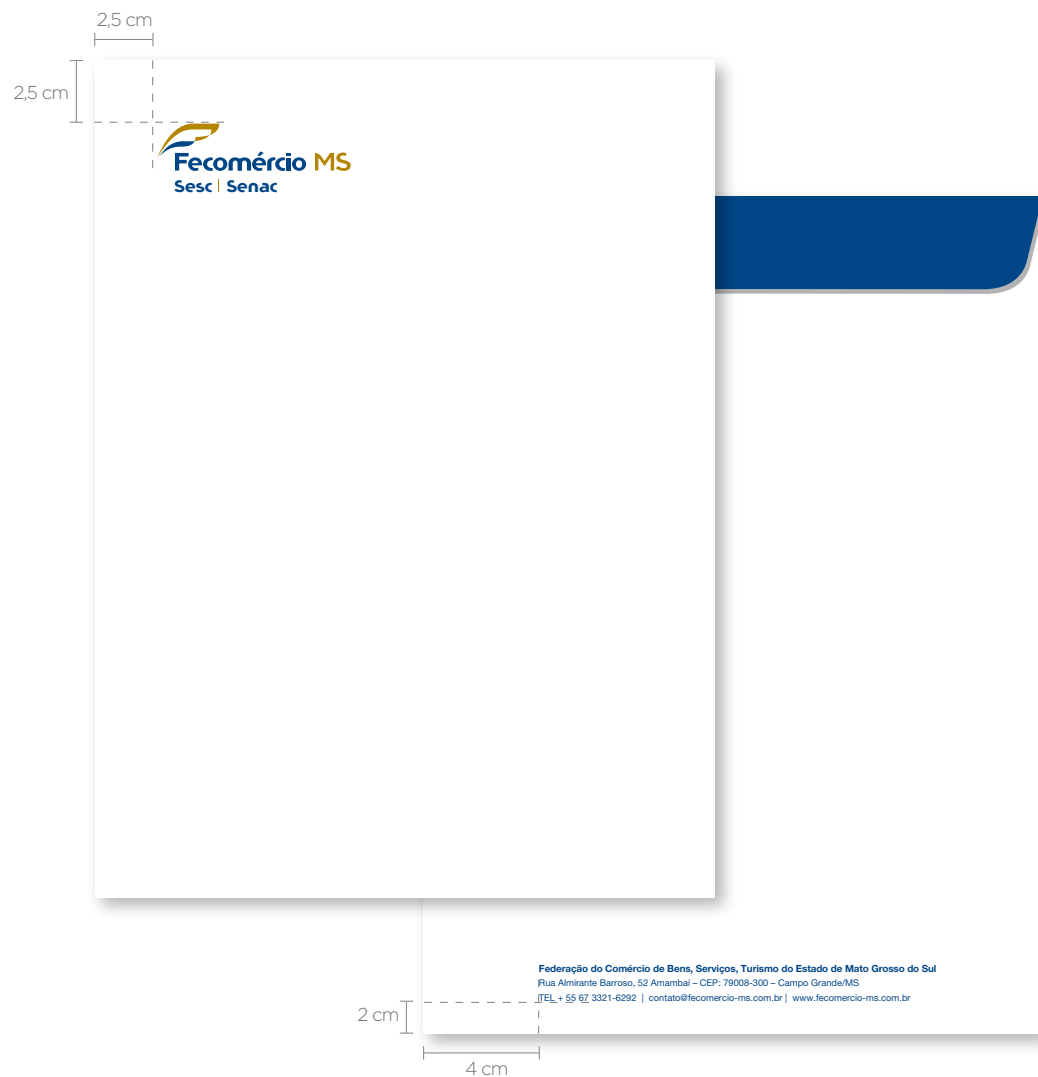 2,5 cm
2,5 cm
Fecomércio MS
Sesc | Senac
Federação do Comércio de Bens, Serviços, Turismo do Estado de Mato Grosso do Sul
Rua Almirante Barroso, 52 Amambaí – CEP: 79008-300 – Campo Grande/MS
TEL + 55 67 3321-6292 | contato@fecomercio-ms.com.br | www.fecomercio-ms.com.br
2 cm
4 cm